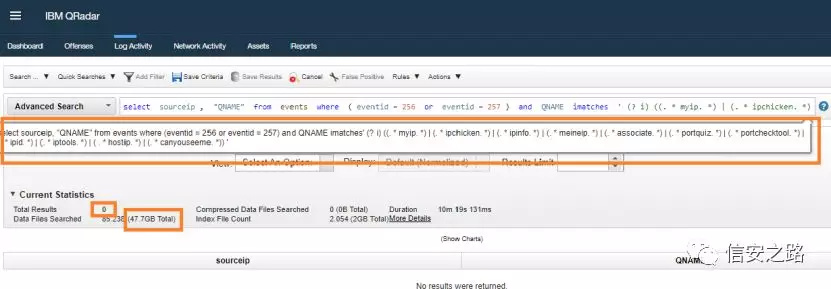 IBM QRadar
Dashboard Offenses Log Activity Network Activity Assets Reports
Search ... Quick Searches Add Filter Save Criteria Save Results Cancel False Positive Rules Actions
Advanced Search select sourceip , "QNAME" from events where ( eventid = 256 or eventid = 257 ) and QNAME imatches ' (? i) ((. * myip. *) | (. * ipchicken. *)
elect sourceip, "QNAME" from events where (eventid = 256 or eventid = 257) and QNAME imatches' (? i) ((. * myip. *) | (. * ipchicken. *) | (. * ipinfo. *) | (. * meineip. *) | (. * associate. *) | (. * portquiz. *) | (. * portchecktool. *) |
* ipid. *) | (. * iptools. *) | (. * hostip. *) | (. * canyouseeme. *)) '
View: Select An Option: Display: Default (Normalized) Results Limit
Current Statistics
Total Results 0 Compressed Data Files Searched 0 (0B Total) Duration 10m 19s 131ms
Data Files Searched 85.238 (47.7GB Total) Index File Count 2.054 (2GB Total) More Details
(Show Charts)
sourceip QNAM
No results were returned.
信安之路